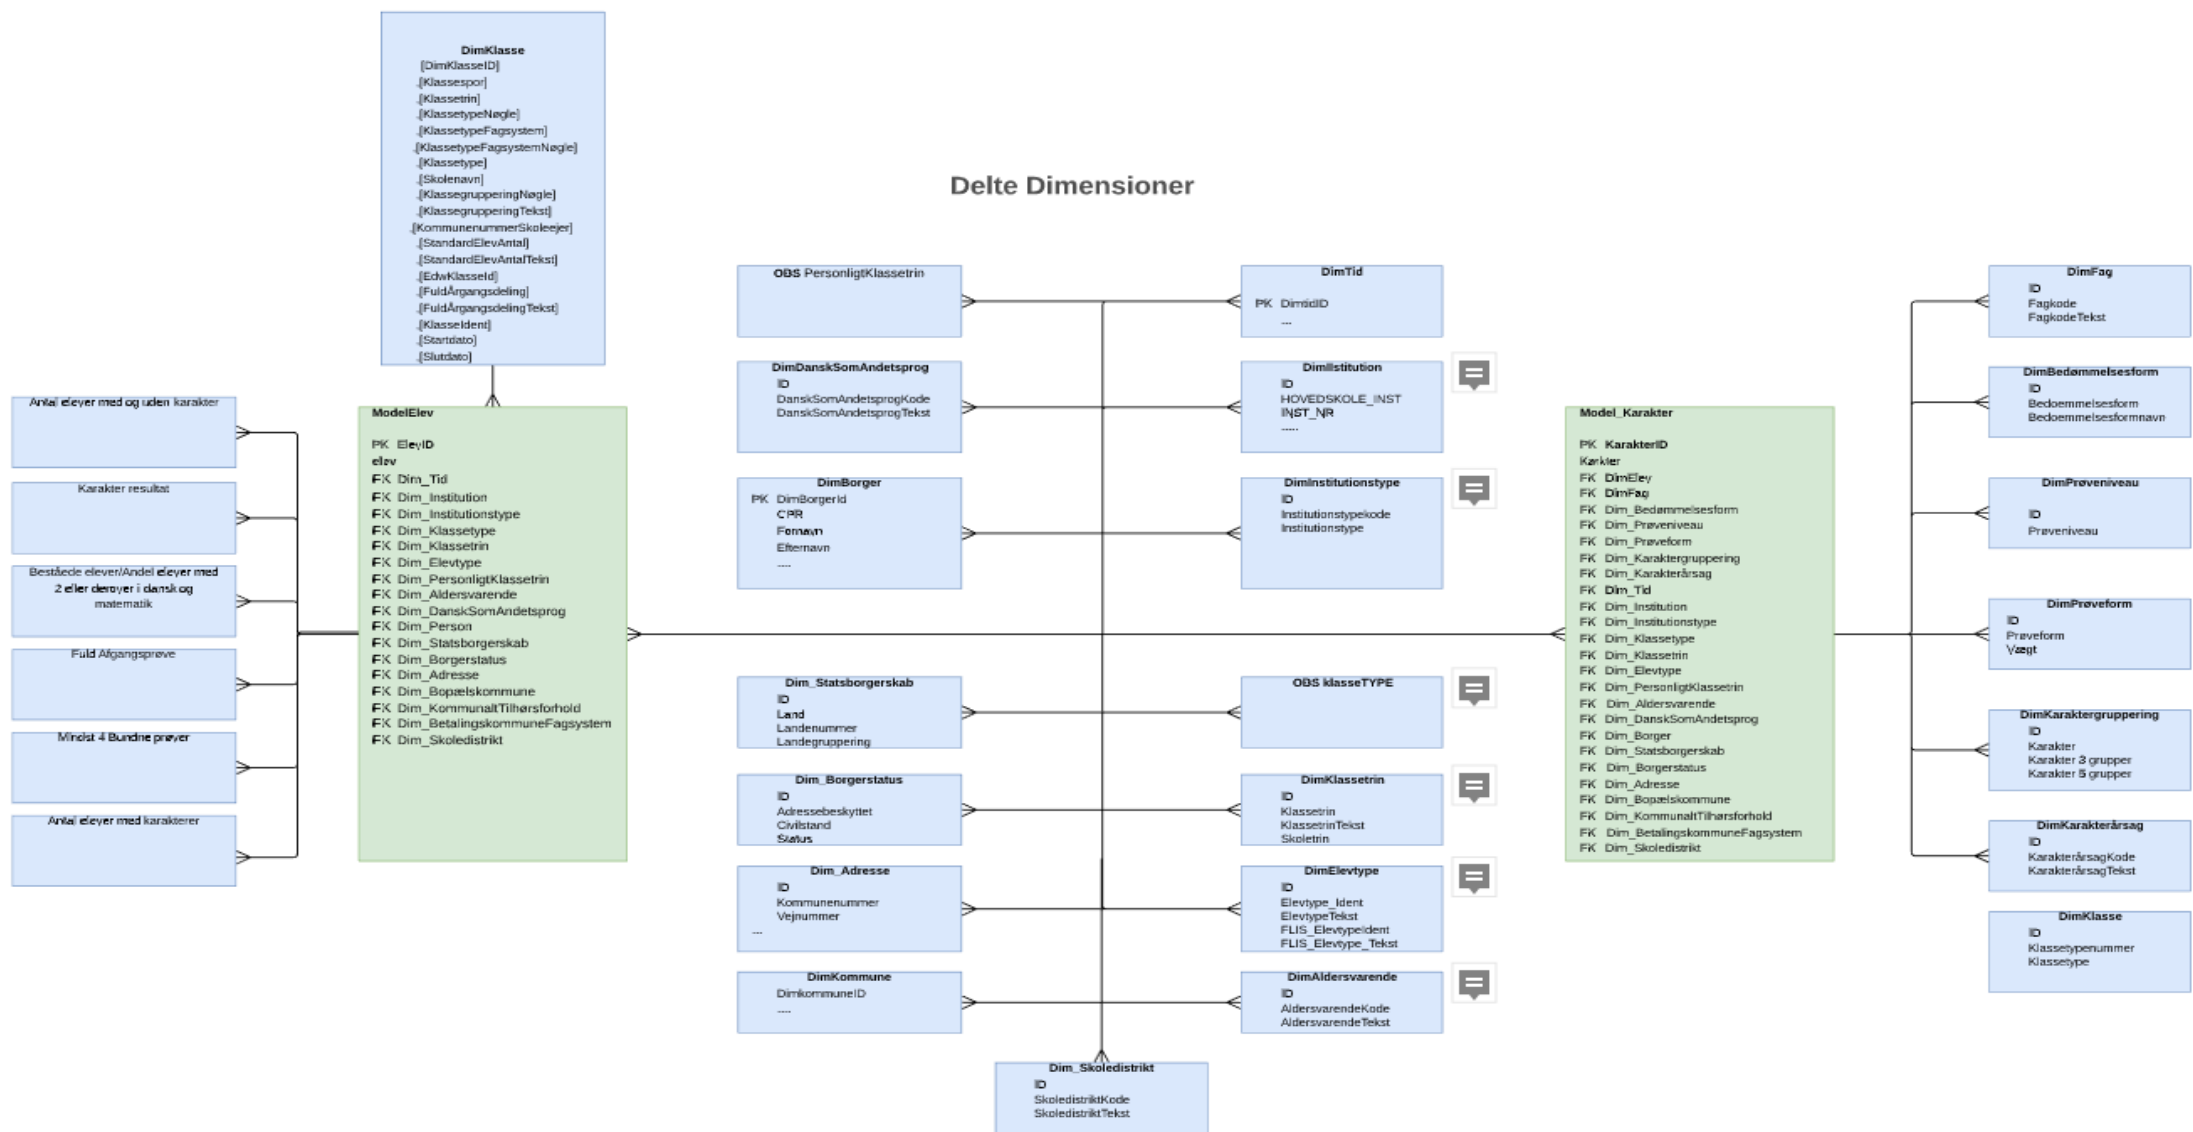 DimKlasse
[DimKlasseID]
,[Klassespor]
,[Klassetrin]
,[KlassetypeNøgle]
,[KlassetypeFagsystem]
,[KlassetypeFagsystemNøgle]
,[Klassetype]
,[Skolenavn]
,[KlassegrupperingNøgle]
,[KlassegrupperingTekst]
,[KommunenummerSkoleejer]
,[StandardElevAntal]
,[StandardElevAntalTekst]
,[EdwKlasseId]
,[FuldÅrgangsdeling]
,[FuldÅrgangsdelingTekst]
,[KlasseIdent]
,[Startdato]
,[Slutdato]
Antal elever med og uden karakter
Karakter resultat
Beståede elever/Andel elever med
2 eller derover i dansk og
matematik
Fuld Afgangsprøve
Mindst 4 Bundne prøver
Antal elever med karakterer
ModelElev
PK ElevID
elev
FK Dim_Tid
FK Dim_Institution
FK Dim_Institutionstype
FK Dim_Klassetype
FK Dim_Klassetrin
FK Dim_Elevtype
FK Dim_PersonligtKlassetrin
FK Dim_Aldersvarende
FK Dim_DanskSomAndetsprog
FK Dim_Person
FK Dim_Statsborgerskab
FK Dim_Borgerstatus
FK Dim_Adresse
FK Dim_Bopælskommune
FK Dim_KommunaltTilhørsforhold
FK Dim_BetalingskommuneFagsystem
FK Dim_Skoledistrikt
Delte Dimensioner
OBS PersonligtKlassetrin
DimDanskSomAndetsprog
ID
DanskSomAndetsprogKode
DanskSomAndetsprogTekst
DimBorger
PK DimBorgerId
CPR
Fornavn
Efternavn
....
Dim_Statsborgerskab
ID
Land
Landenummer
Landegruppering
Dim_Borgerstatus
ID
Adressebeskyttet
Civilstand
Status
Dim_Adresse
ID
Kommunenummer
Vejnummer
...
DimKommune
DimkommuneID
....
DimTid
PK DimtidID
...
DimIstitution
ID
HOVEDSKOLE_INST
INST_NR
.....
DimInstitutionstype
ID
Institutionstypekode
Institutionstype
OBS klasseTYPE
DimKlassetrin
ID
Klassetrin
KlassetrinTekst
Skoletrin
DimElevtype
ID
Elevtype_Ident
ElevtypeTekst
FLIS_ElevtypeIdent
FLIS_Elevtype_Tekst
DimAldersvarende
ID
AldersvarendeKode
AldersvarendeTekst
Dim_Skoledistrikt
ID
SkoledistriktKode
SkoledistriktTekst
Model_Karakter
PK KarakterID
Karkter
FK DimElev
FK DimFag
FK Dim_Bedømmelsesform
FK Dim_Prøveniveau
FK Dim_Prøveform
FK Dim_Karaktergruppering
FK Dim_Karakterårsag
FK Dim_Tid
FK Dim_Institution
FK Dim_Institutionstype
FK Dim_Klassetype
FK Dim_Klassetrin
FK Dim_Elevtype
FK Dim_PersonligtKlassetrin
FK Dim_Aldersvarende
FK Dim_DanskSomAndetsprog
FK Dim_Borger
FK Dim_Statsborgerskab
FK Dim_Borgerstatus
FK Dim_Adresse
FK Dim_Bopælskommune
FK Dim_KommunaltTilhørsforhold
FK Dim_BetalingskommuneFagsystem
FK Dim_Skoledistrikt
DimFag
ID
Fagkode
FagkodeTekst
DimBedømmelsesform
ID
Bedoemmelsesform
Bedoemmelsesformnavn
DimPrøveniveau
ID
Prøveniveau
DimPrøveform
ID
Prøveform
Vægt
DimKaraktergruppering
ID
Karakter
Karakter 3 grupper
Karakter 5 grupper
DimKarakterårsag
ID
KarakterårsagKode
KarakterårsagTekst
DimKlasse
ID
Klassetypenummer
Klassetype